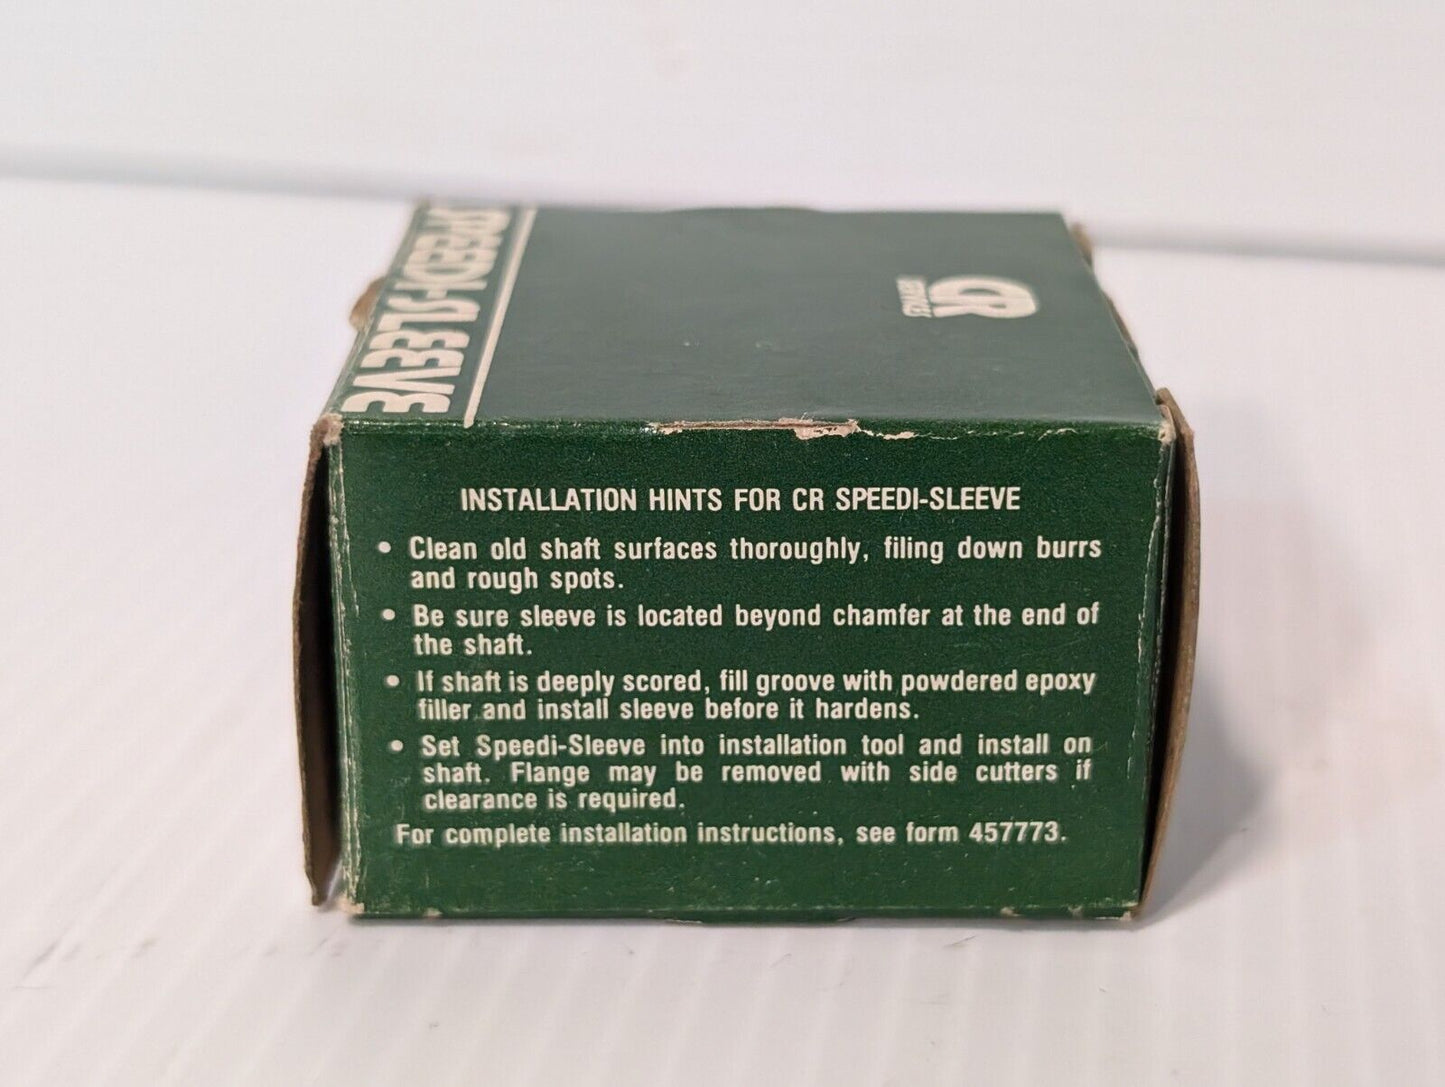 SPEEDI-SLEEVE
CR
INSTALLATION HINTS FOR CR SPEEDI-SLEEVE
• Clean old shaft surfaces thoroughly, filing down burrs
and rough spots.
• Be sure sleeve is located beyond chamfer at the end of
the shaft.
• If shaft is deeply scored, fill groove with powdered epoxy
filler and install sleeve before it hardens.
• Set Speedi-Sleeve into installation tool and install on
shaft. Flange may be removed with side cutters if
clearance is required.
For complete installation instructions, see form 457773.